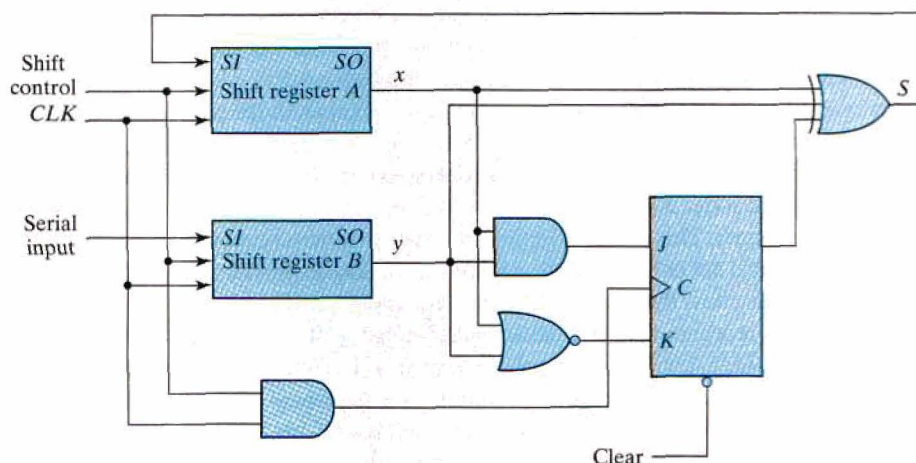 SI SO
Shift control
Shift register A
x
S
CLK
Serial input
SI SO
Shift register B
y
J
C
K
Clear